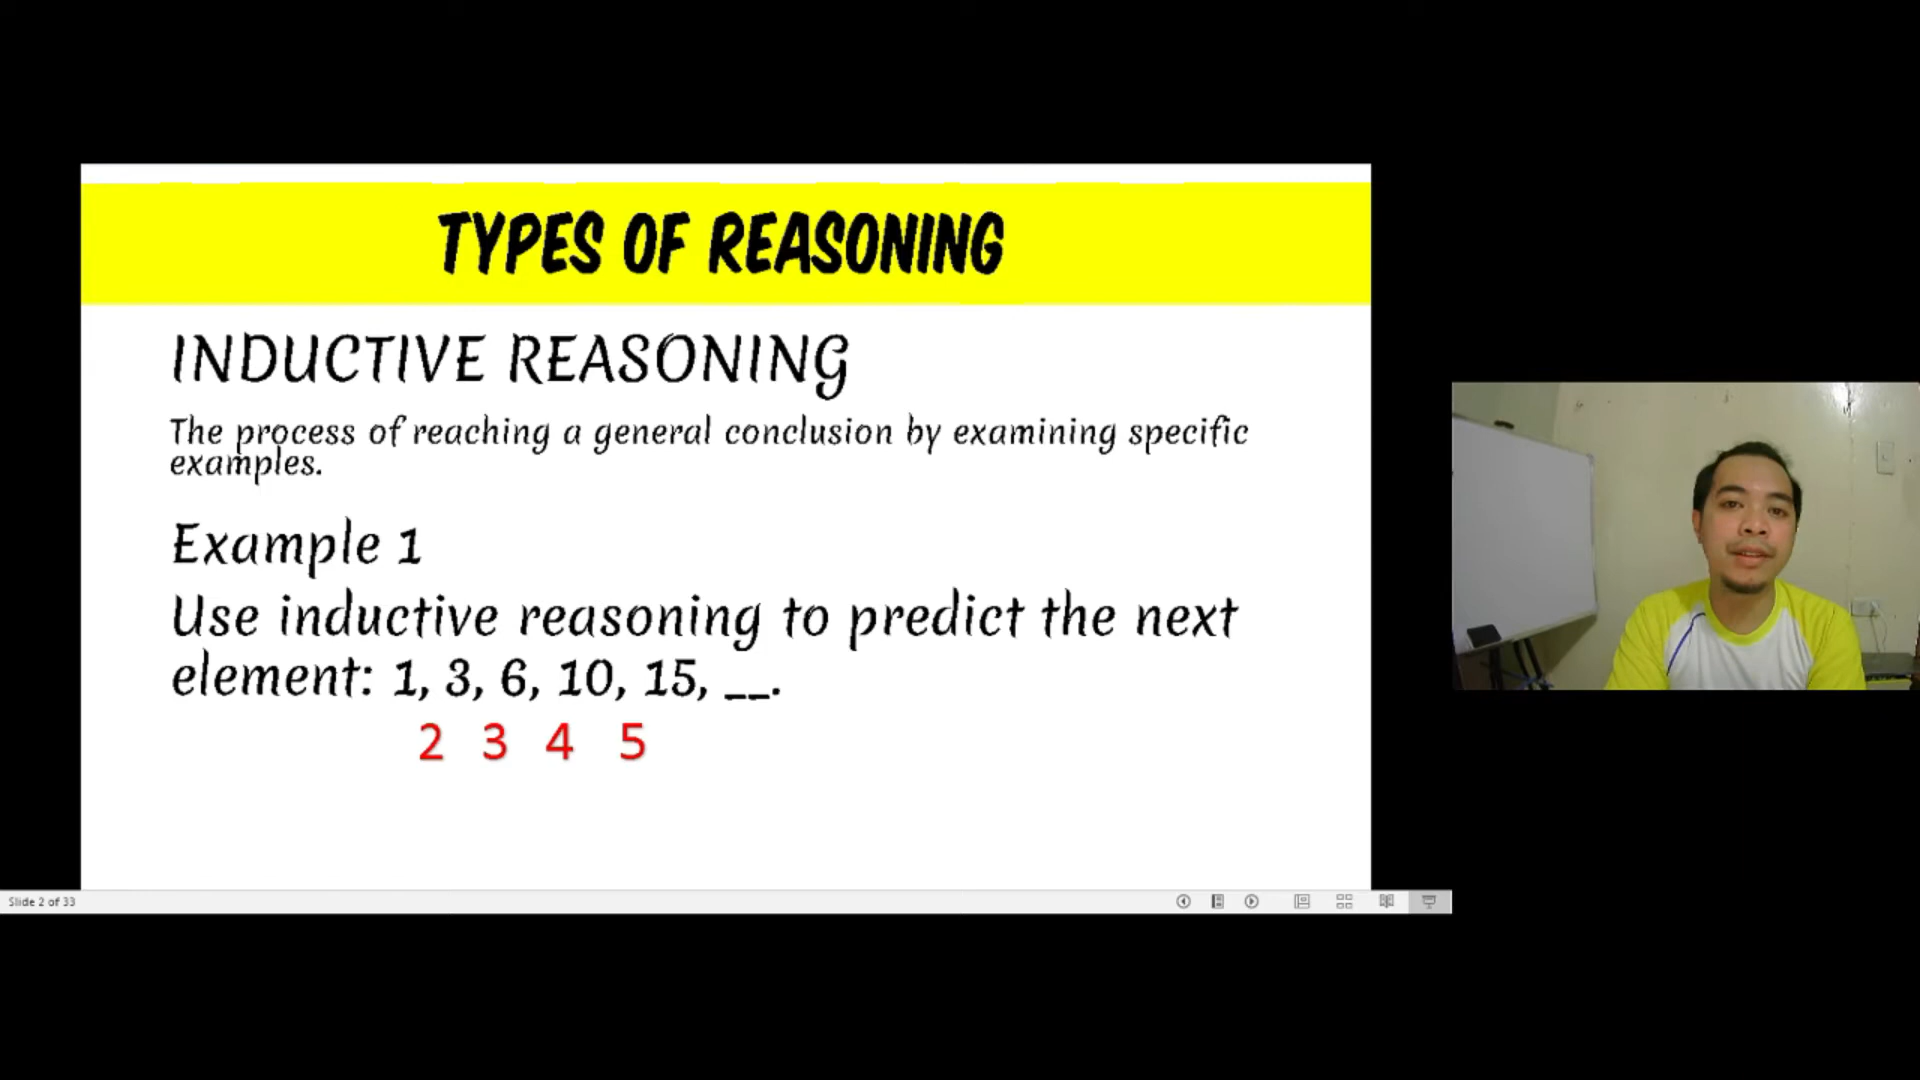 TYPES OF REASONING
INDUCTIVE REASONING
The process of reaching a general conclusion by examining specific
examples.
Example 1
Use inductive reasoning to predict the next
element: 1, 3, 6, 10, 15, __.
2 3 4 5
Slide 2 of 33